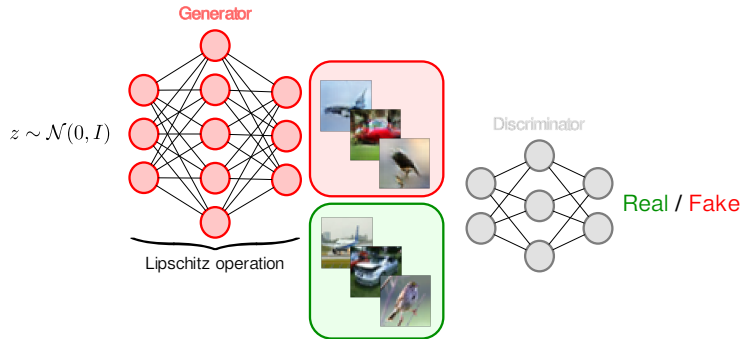 Generator
z ∼ 𝒩(0, I)
Discriminator
Real / Fake
Lipschitz operation